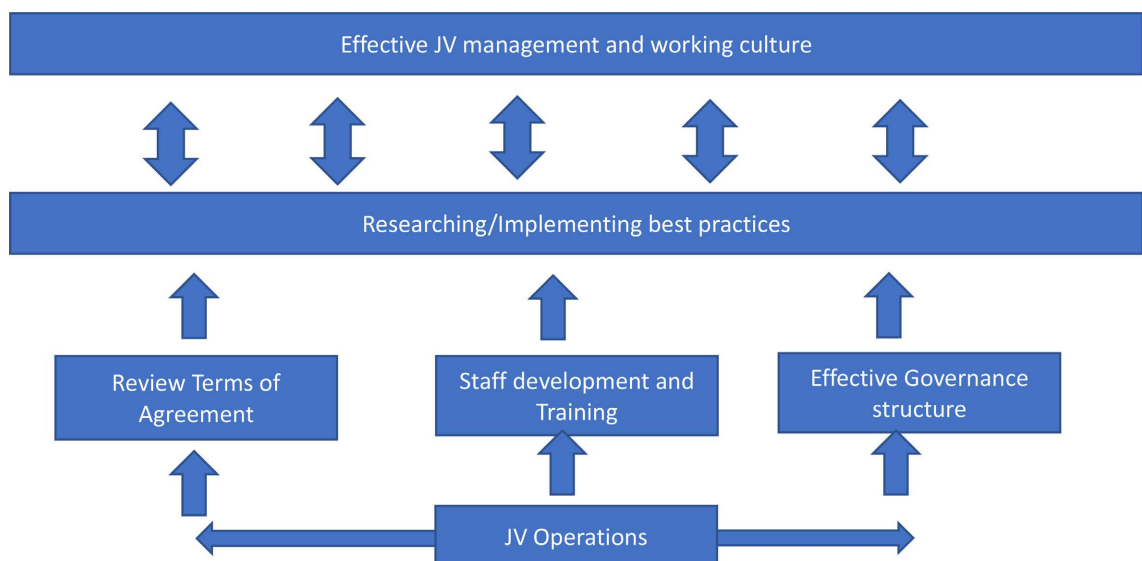 Effective JV management and working culture
Researching/Implementing best practices
Review Terms of
Agreement
Staff development and
Training
Effective Governance
structure
JV Operations